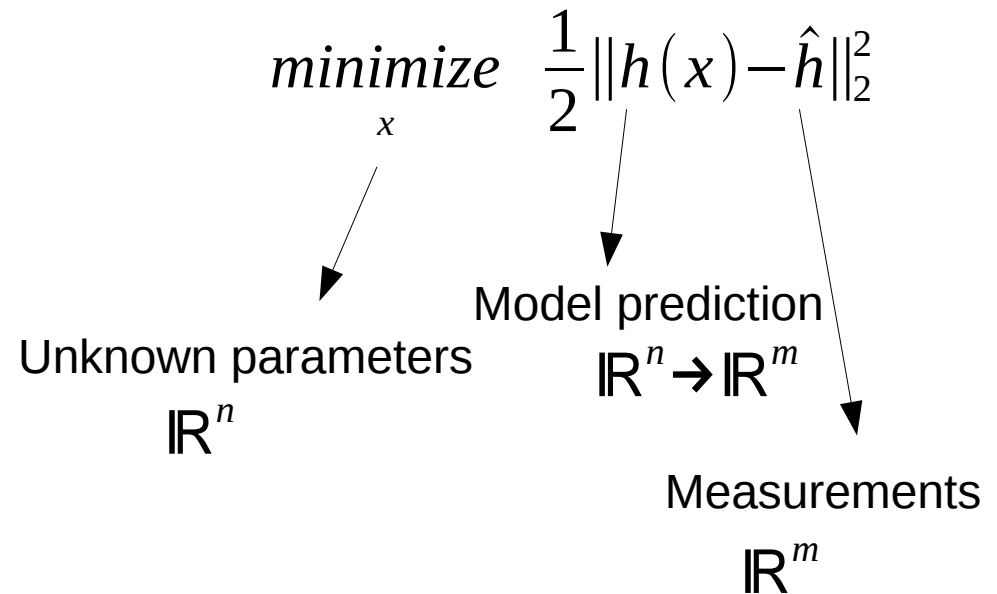 minimize 1/2 ||h(x)−ĥ||₂²
x
Model prediction
ℝⁿ→ℝᵐ
Unknown parameters
ℝⁿ
Measurements
ℝᵐ